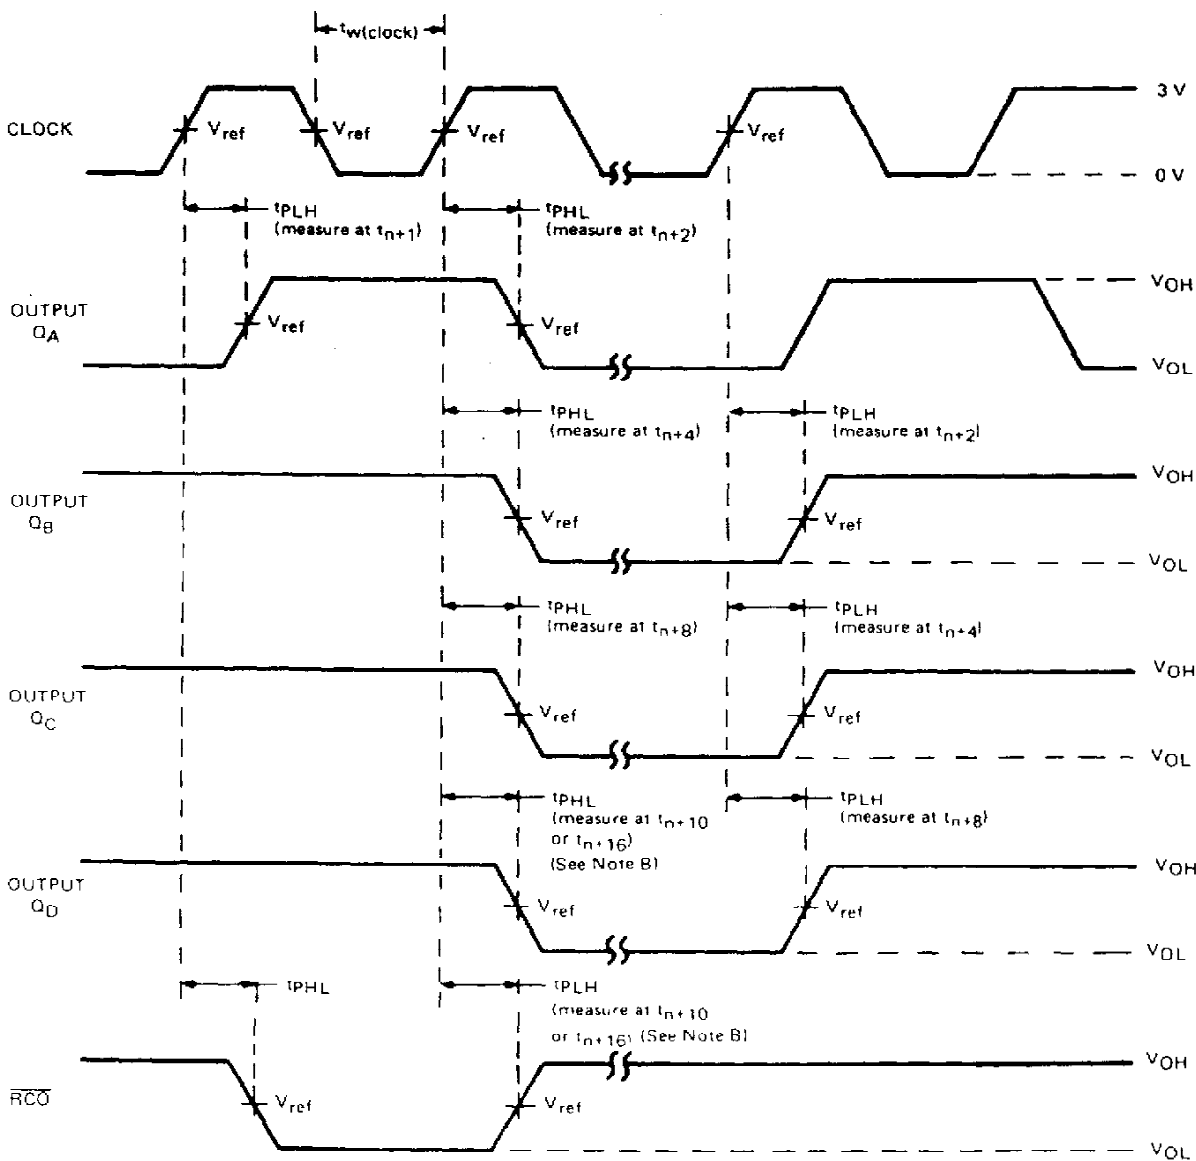 tw(clock)
3 V
CLOCK
Vref
Vref
Vref
Vref
0 V
tPLH
(measure at tn+1)
tPHL
(measure at tn+2)
OUTPUT
QA
VOH
Vref
Vref
VOL
tPHL
(measure at tn+4)
tPLH
(measure at tn+2)
OUTPUT
QB
VOH
Vref
Vref
VOL
tPHL
(measure at tn+8)
tPLH
(measure at tn+4)
OUTPUT
QC
VOH
Vref
Vref
VOL
tPHL
(measure at tn+10
or tn+16)
(See Note B)
tPLH
(measure at tn+8)
OUTPUT
QD
VOH
Vref
Vref
VOL
tPHL
tPLH
(measure at tn+10
or tn+16) (See Note B)
RCO
VOH
Vref
Vref
VOL